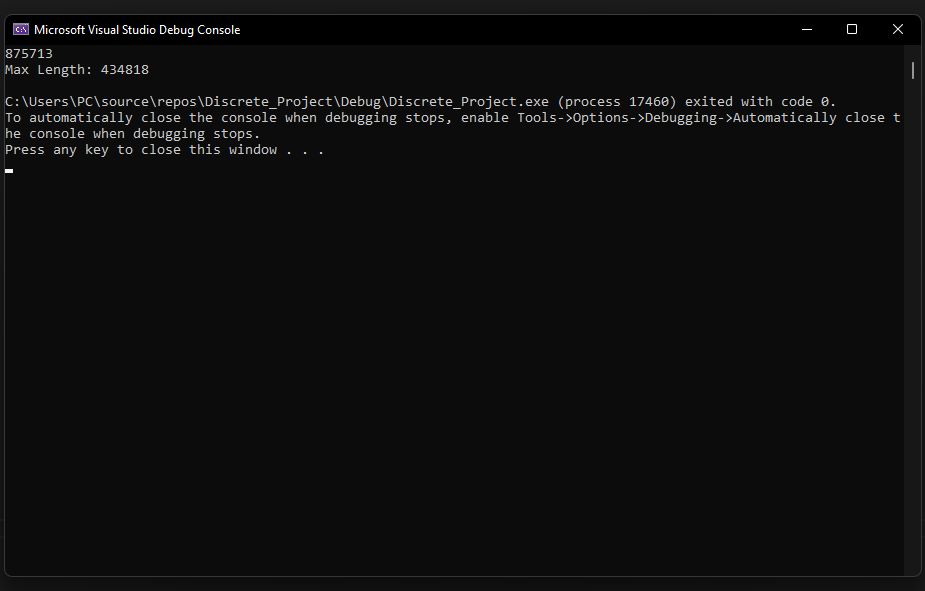 Microsoft Visual Studio Debug Console
875713
Max Length: 434818
C:\Users\PC\source\repos\Discrete_Project\Debug\Discrete_Project.exe (process 17460) exited with code 0.
To automatically close the console when debugging stops, enable Tools->Options->Debugging->Automatically close t
he console when debugging stops.
Press any key to close this window . . .